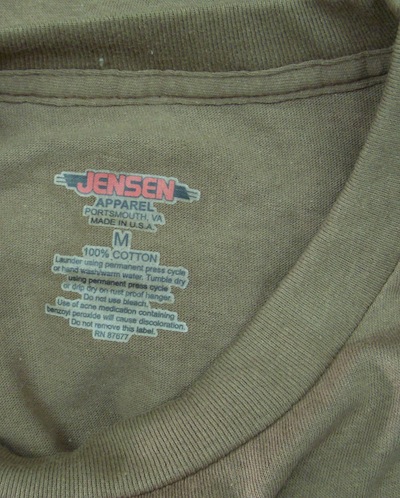 JENSEN
APPAREL
PORTSMOUTH, VA
MADE IN U.S.A.
M
100% COTTON
Launder using permanent press cycle
or hand wash/warm water. Tumble dry
using permanent press cycle
or drip dry on rust proof hanger.
Do not use bleach.
Use of acne medication containing
benzoyl peroxide will cause discoloration.
Do not remove this label.
RN 87677